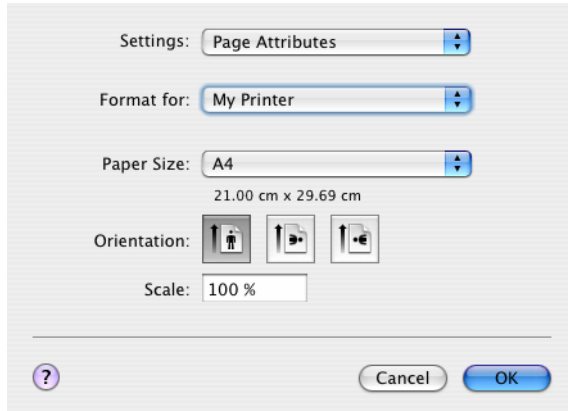 Settings: Page Attributes
Format for: My Printer
Paper Size: A4
21.00 cm x 29.69 cm
Orientation:
Scale: 100 %
? Cancel OK